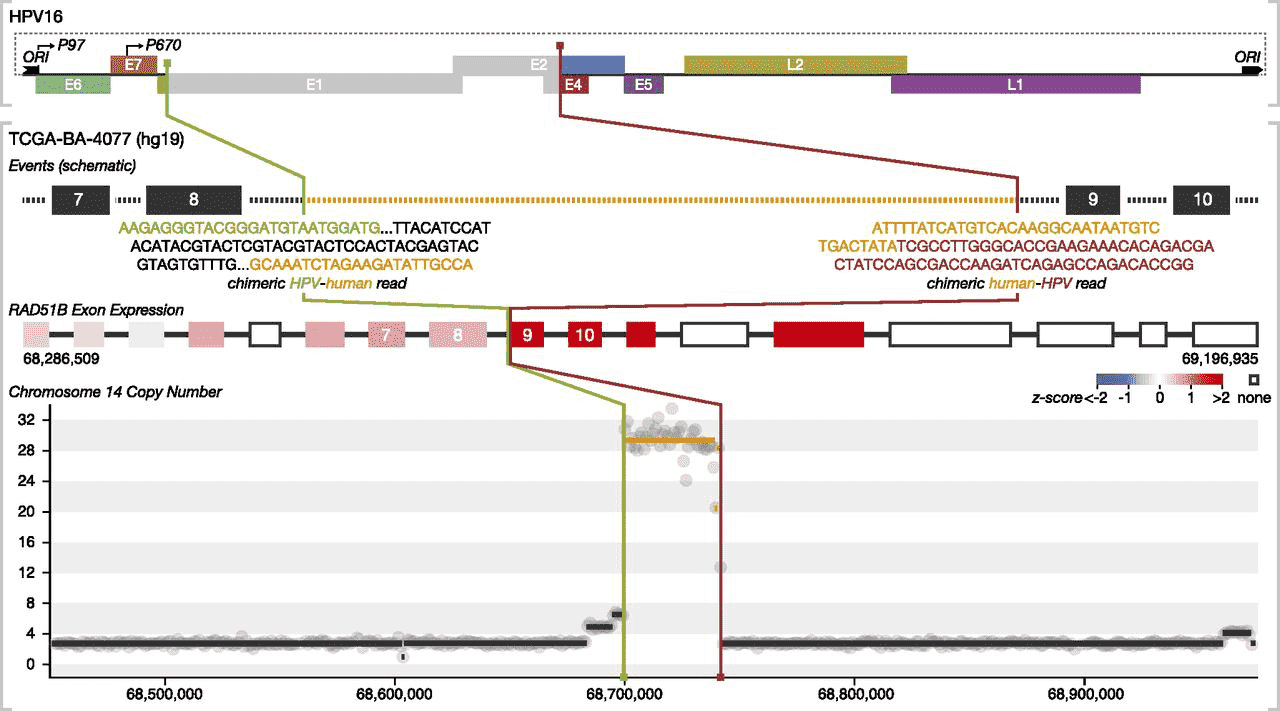 HPV16
P97 P670
ORI E7 E2 L2 ORI
E6 E1 E4 E5 L1
TCGA-BA-4077 (hg19)
Events (schematic)
7 8 9 10
AAGAGGGTACGGGATGTAATGGATG...TTACATCCAT
ACATACGTACTCGTACGTACTCCACTACGAGTAC
GTAGTGTTTG...GCAAATCTAGAAGATATTGCCA
chimeric HPV-human read
ATTTTATCATGTCACAAGGCAATAATGTC
TGACTATATCGCCTTGGGCACCGAAGAAACACAGACGA
CTATCCAGCGACCAAGATCAGAGCCAGACACCGG
chimeric human-HPV read
RAD51B Exon Expression
7 8 9 10
68,286,509 69,196,935
z-score <-2 -1 0 1 >2 none
Chromosome 14 Copy Number
32
28
24
20
16
12
8
4
0
68,500,000 68,600,000 68,700,000 68,800,000 68,900,000